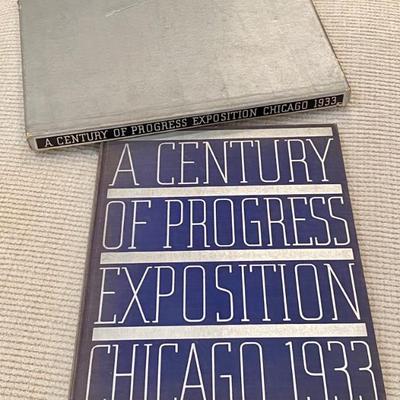 A CENTURY OF PROGRESS EXPOSITION CHICAGO 1933
A CENTURY
OF PROGRESS
EXPOSITION
CHICAGO 1933